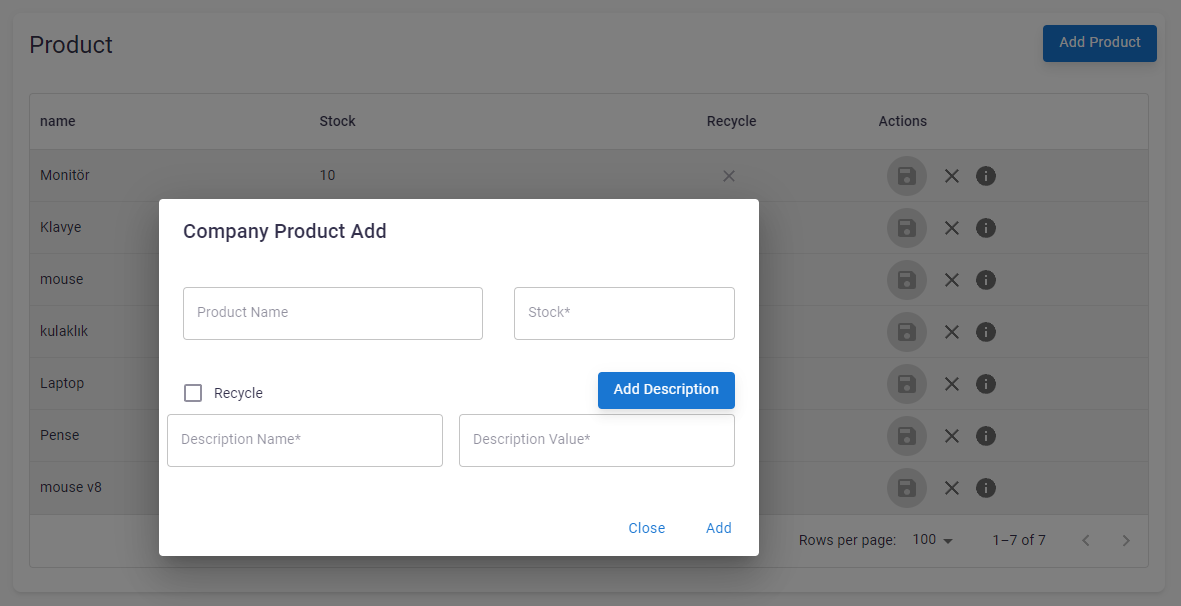 Product
Add Product
name Stock Recycle Actions
Monitör 10
Klavye
mouse
kulaklık
Laptop
Pense
mouse v8
Company Product Add
Product Name Stock*
Recycle Add Description
Description Name* Description Value*
Close Add
Rows per page: 100 1–7 of 7